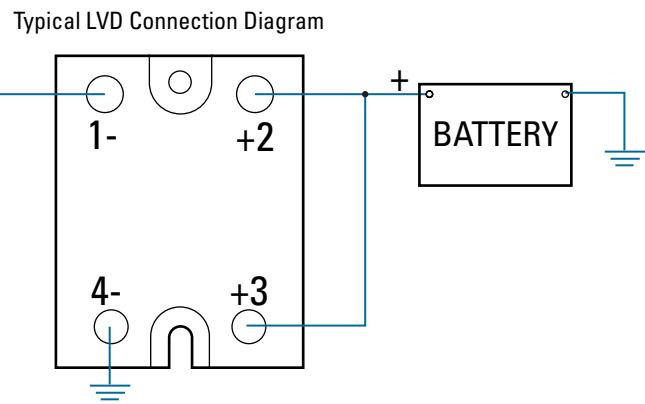 Typical LVD Connection Diagram
+
1-
+2
BATTERY
4-
+3